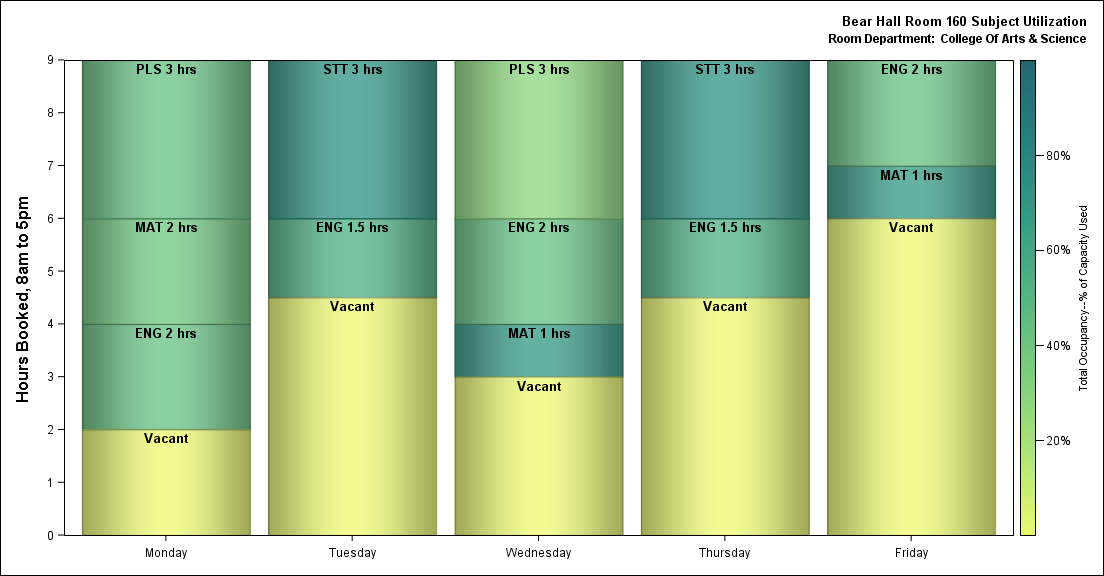 Bear Hall Room 160 Subject Utilization
Room Department: College Of Arts & Science
Hours Booked, 8am to 5pm
9
8
7
6
5
4
3
2
1
0
PLS 3 hrs
MAT 2 hrs
ENG 2 hrs
Vacant
STT 3 hrs
ENG 1.5 hrs
Vacant
PLS 3 hrs
ENG 2 hrs
MAT 1 hrs
Vacant
STT 3 hrs
ENG 1.5 hrs
Vacant
ENG 2 hrs
MAT 1 hrs
Vacant
Monday
Tuesday
Wednesday
Thursday
Friday
80%
60%
40%
20%
Total Occupancy--% of Capacity Used